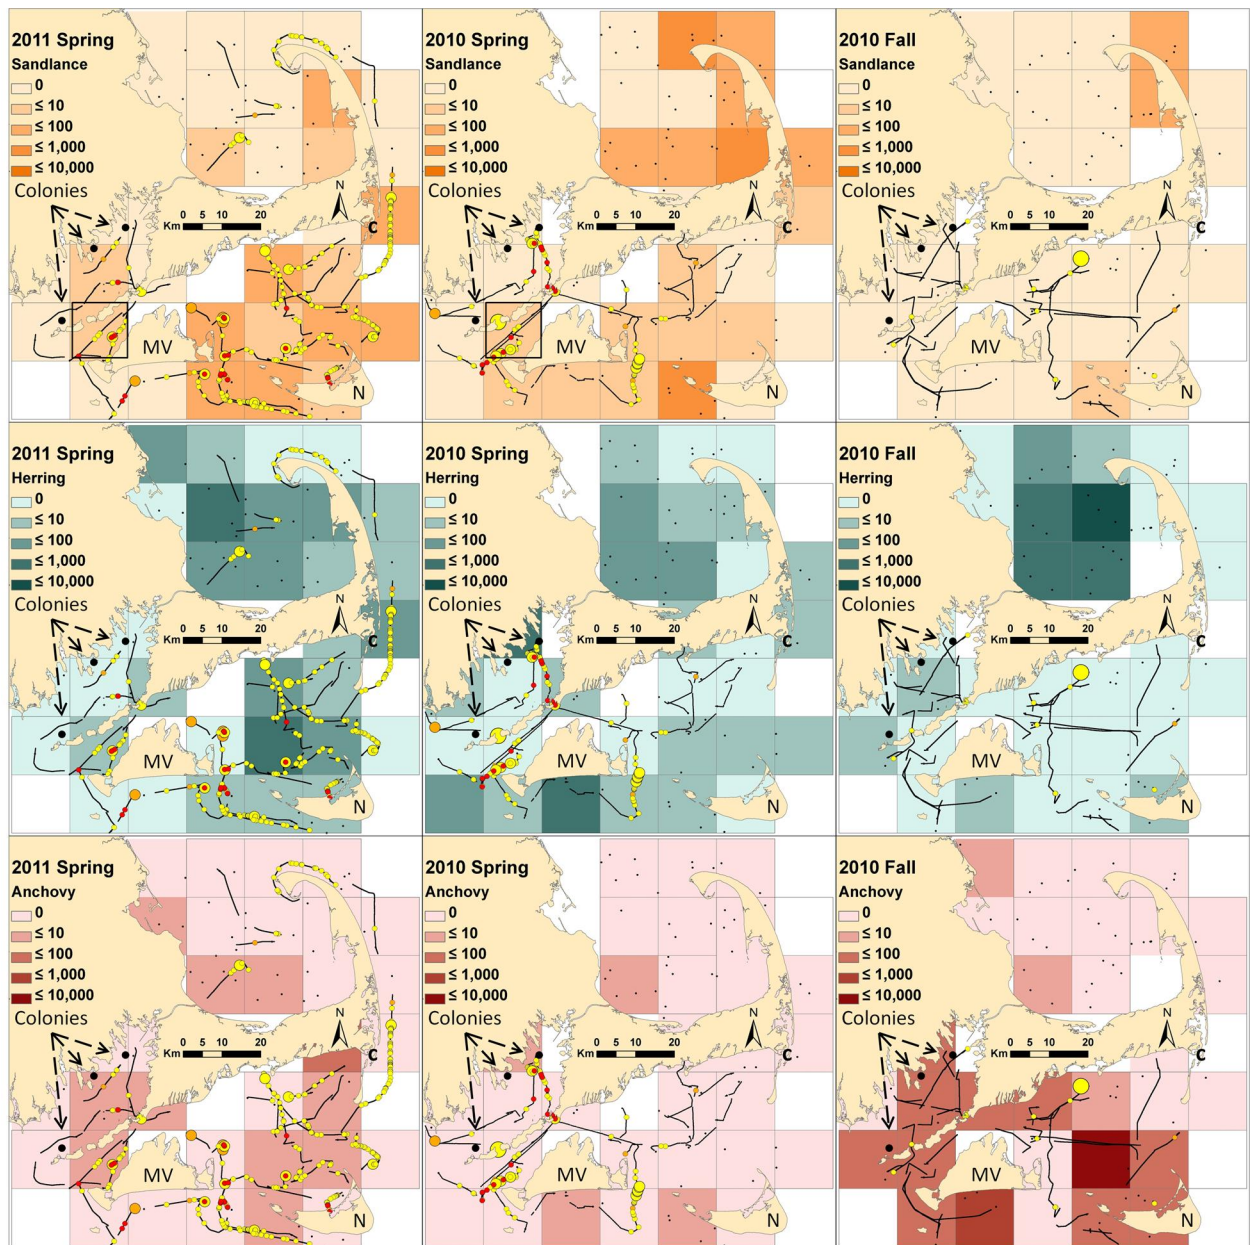 2011 Spring
Sandlance
0
≤ 10
≤ 100
≤ 1,000
≤ 10,000
Colonies
N
Km 0 5 10 20
C
MV
N
2010 Spring
Sandlance
0
≤ 10
≤ 100
≤ 1,000
≤ 10,000
Colonies
N
Km 0 5 10 20
C
MV
N
2010 Fall
Sandlance
0
≤ 10
≤ 100
≤ 1,000
≤ 10,000
Colonies
N
Km 0 5 10 20
C
MV
N
2011 Spring
Herring
0
≤ 10
≤ 100
≤ 1,000
≤ 10,000
Colonies
N
Km 0 5 10 20
C
MV
N
2010 Spring
Herring
0
≤ 10
≤ 100
≤ 1,000
≤ 10,000
Colonies
N
Km 0 5 10 20
C
MV
N
2010 Fall
Herring
0
≤ 10
≤ 100
≤ 1,000
≤ 10,000
Colonies
N
Km 0 5 10 20
C
MV
N
2011 Spring
Anchovy
0
≤ 10
≤ 100
≤ 1,000
≤ 10,000
Colonies
N
Km 0 5 10 20
C
MV
N
2010 Spring
Anchovy
0
≤ 10
≤ 100
≤ 1,000
≤ 10,000
Colonies
N
Km 0 5 10 20
C
MV
N
2010 Fall
Anchovy
0
≤ 10
≤ 100
≤ 1,000
≤ 10,000
Colonies
N
Km 0 5 10 20
C
MV
N